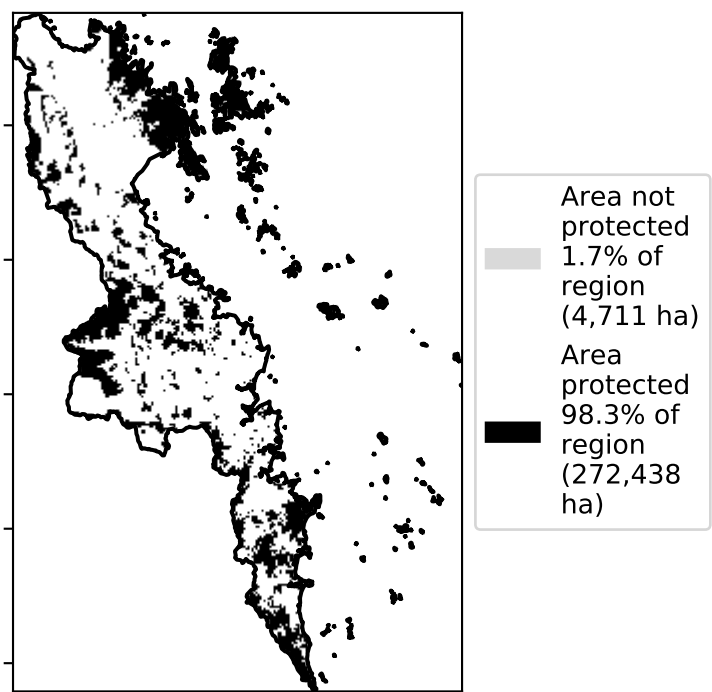 Area not
protected
1.7% of
region
(4,711 ha)
Area
protected
98.3% of
region
(272,438
ha)